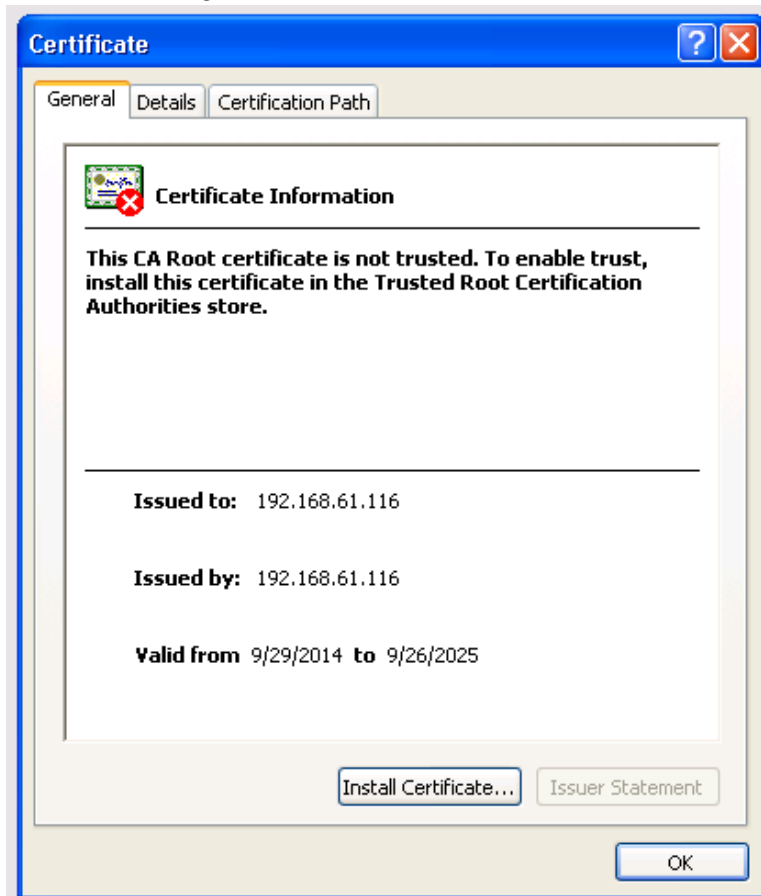 Certificate
General Details Certification Path
Certificate Information
This CA Root certificate is not trusted. To enable trust,
install this certificate in the Trusted Root Certification
Authorities store.
Issued to: 192.168.61.116
Issued by: 192.168.61.116
Valid from 9/29/2014 to 9/26/2025
Install Certificate... Issuer Statement
OK